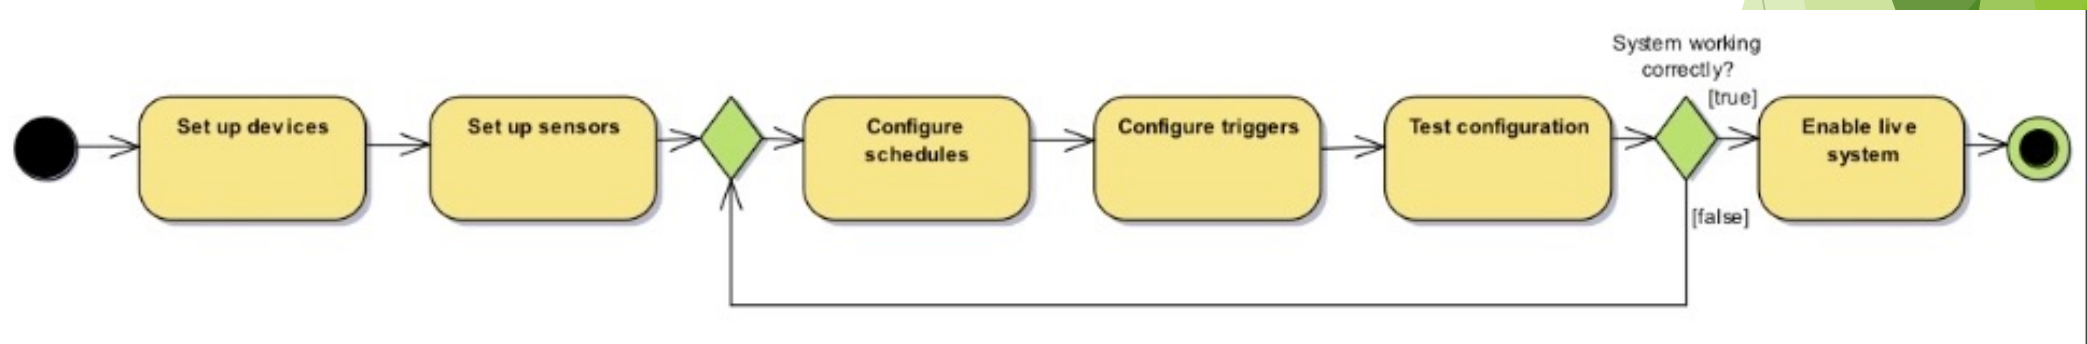 System working
correctly?
[true]
Set up devices
Set up sensors
Configure
schedules
Configure triggers
Test configuration
Enable live
system
[false]